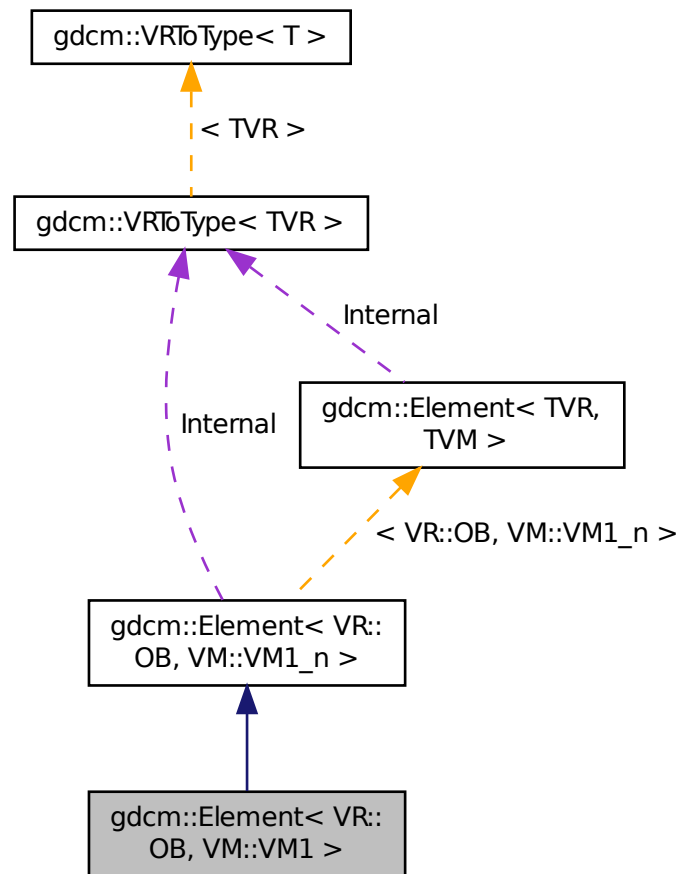 gdcm::VRToType< T >
< TVR >
gdcm::VRToType< TVR >
Internal
gdcm::Element< TVR,
TVM >
Internal
< VR::OB, VM::VM1_n >
gdcm::Element< VR::
OB, VM::VM1_n >
gdcm::Element< VR::
OB, VM::VM1 >